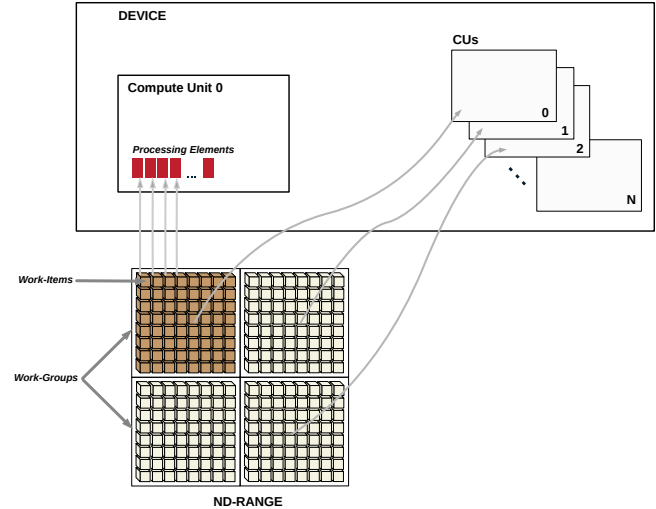 DEVICE
CUs
Compute Unit 0
0
1
Processing Elements
2
...
N
Work-Items
Work-Groups
ND-RANGE